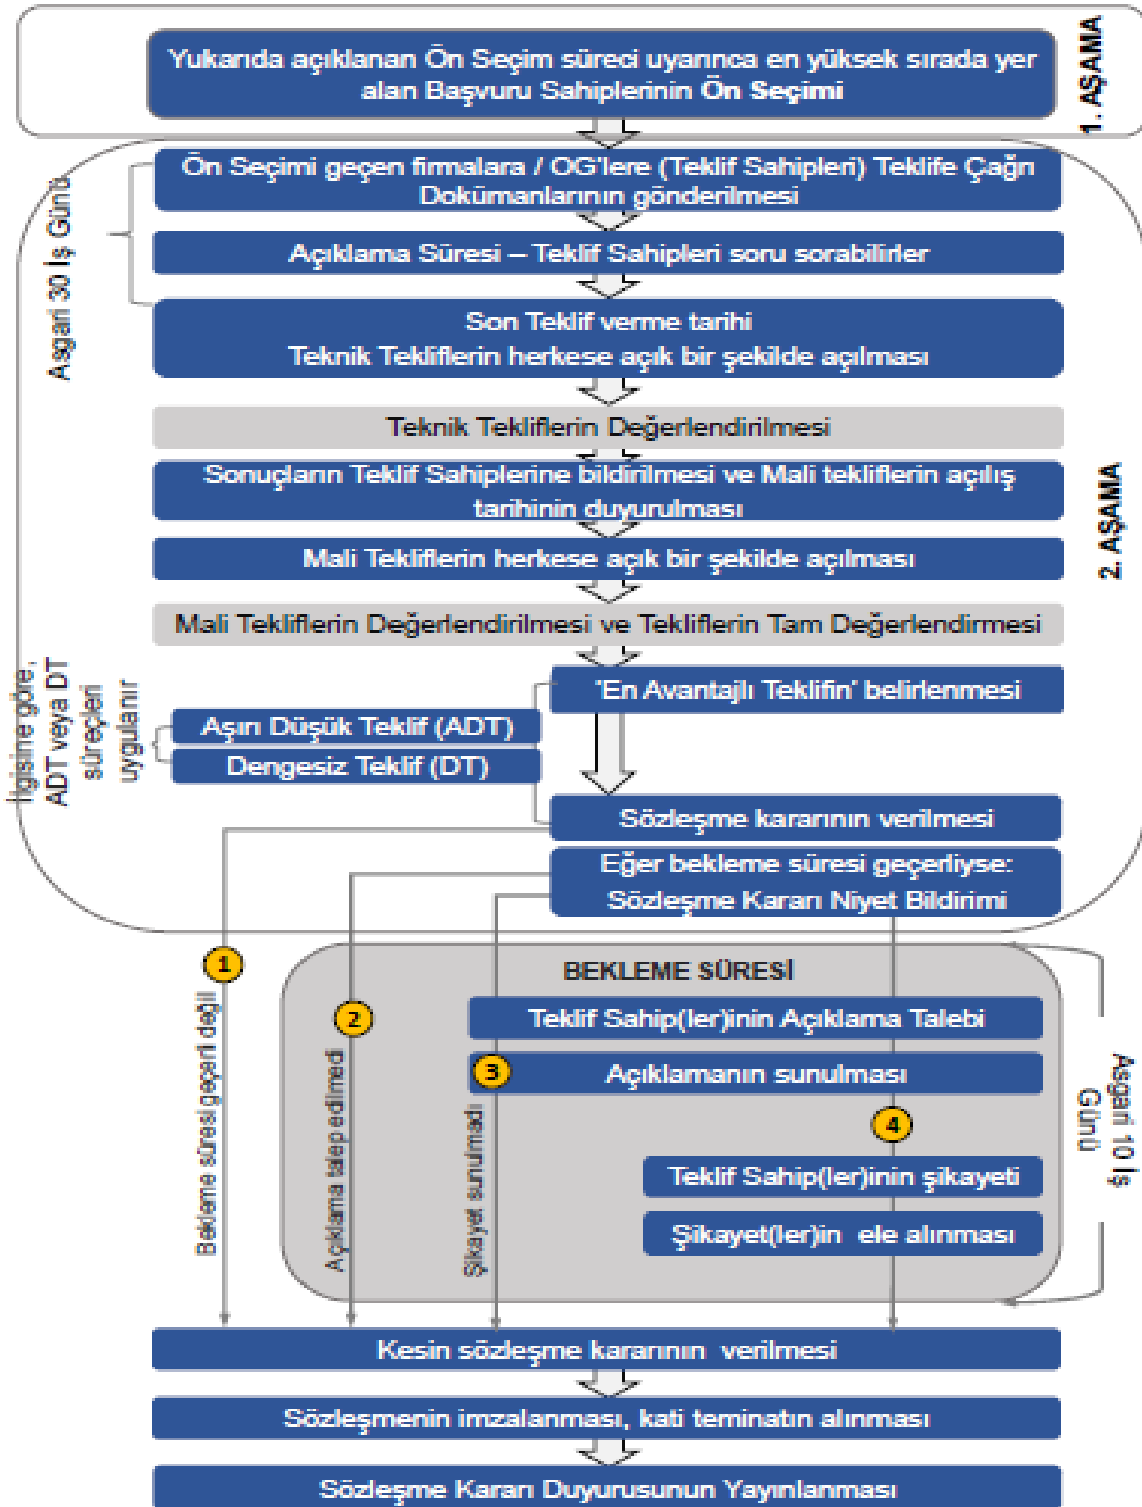 Yukarıda açıklanan Ön Seçim süreci uyarınca en yüksek sırada yer
alan Başvuru Sahiplerinin Ön Seçimi
1. AŞAMA
Ön Seçimi geçen firmalara / OG'lere (Teklif Sahipleri) Teklife Çağrı
Dokümanlarının gönderilmesi
Açıklama Süresi – Teklif Sahipleri soru sorabilirler
Asgari 30 İş Günü
Son Teklif verme tarihi
Teknik Tekliflerin herkese açık bir şekilde açılması
Teknik Tekliflerin Değerlendirilmesi
Sonuçların Teklif Sahiplerine bildirilmesi ve Mali tekliflerin açılış
tarihinin duyurulması
2. AŞAMA
Mali Tekliflerin herkese açık bir şekilde açılması
Mali Tekliflerin Değerlendirilmesi ve Tekliflerin Tam Değerlendirmesi
'En Avantajlı Teklifin' belirlenmesi
İlgisine göre,
ADT veya DT
süreçleri
uygulanır
Aşırı Düşük Teklif (ADT)
Dengesiz Teklif (DT)
Sözleşme kararının verilmesi
Eğer bekleme süresi geçerliyse:
Sözleşme Kararı Niyet Bildirimi
BEKLEME SÜRESİ
1
Bekleme süresi geçerli değil
2
Açıklama talep edilmedi
Teklif Sahip(ler)inin Açıklama Talebi
3
Şikayet sunulmadı
Açıklamanın sunulması
4
Asgari 10 İş
Günü
Teklif Sahip(ler)inin şikayeti
Şikayet(ler)in ele alınması
Kesin sözleşme kararının verilmesi
Sözleşmenin imzalanması, kati teminatın alınması
Sözleşme Kararı Duyurusunun Yayınlanması